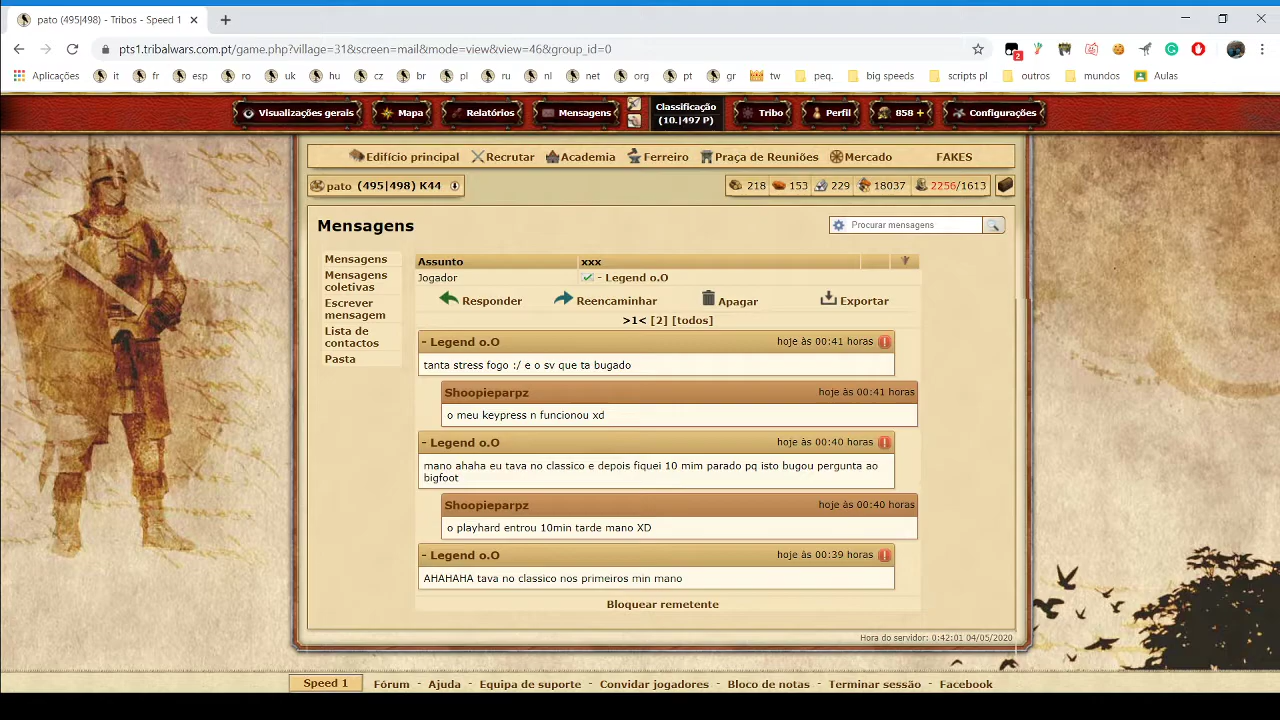 pato (495|498) - Tribos - Speed 1
pts1.tribalwars.com.pt/game.php?village=31&screen=mail&mode=view&view=46&group_id=0
2
Aplicações it fr esp ro uk hu cz br pl ru nl net org pt gr tw peq. big speeds scripts pl outros mundos Aulas
Visualizações gerais Mapa Relatórios Mensagens Classificação (10.|497 P) Tribo Perfil 858 + Configurações
Edifício principal Recrutar Academia Ferreiro Praça de Reuniões Mercado FAKES
pato (495|498) K44 218 153 229 18037 2256/1613
Mensagens Procurar mensagens
Mensagens
Mensagens coletivas
Escrever mensagem
Lista de contactos
Pasta
Assunto xxx
Jogador - Legend o.O
Responder Reencaminhar Apagar Exportar
>1< [2] [todos]
- Legend o.O hoje às 00:41 horas
tanta stress fogo :/ e o sv que ta bugado
Shoopieparpz hoje às 00:41 horas
o meu keypress n funcionou xd
- Legend o.O hoje às 00:40 horas
mano ahaha eu tava no classico e depois fiquei 10 mim parado pq isto bugou pergunta ao
bigfoot
Shoopieparpz hoje às 00:40 horas
o playhard entrou 10min tarde mano XD
- Legend o.O hoje às 00:39 horas
AHAHAHA tava no classico nos primeiros min mano
Bloquear remetente
Hora do servidor: 0:42:01 04/05/2020
Speed 1 Fórum - Ajuda - Equipa de suporte - Convidar jogadores - Bloco de notas - Terminar sessão - Facebook